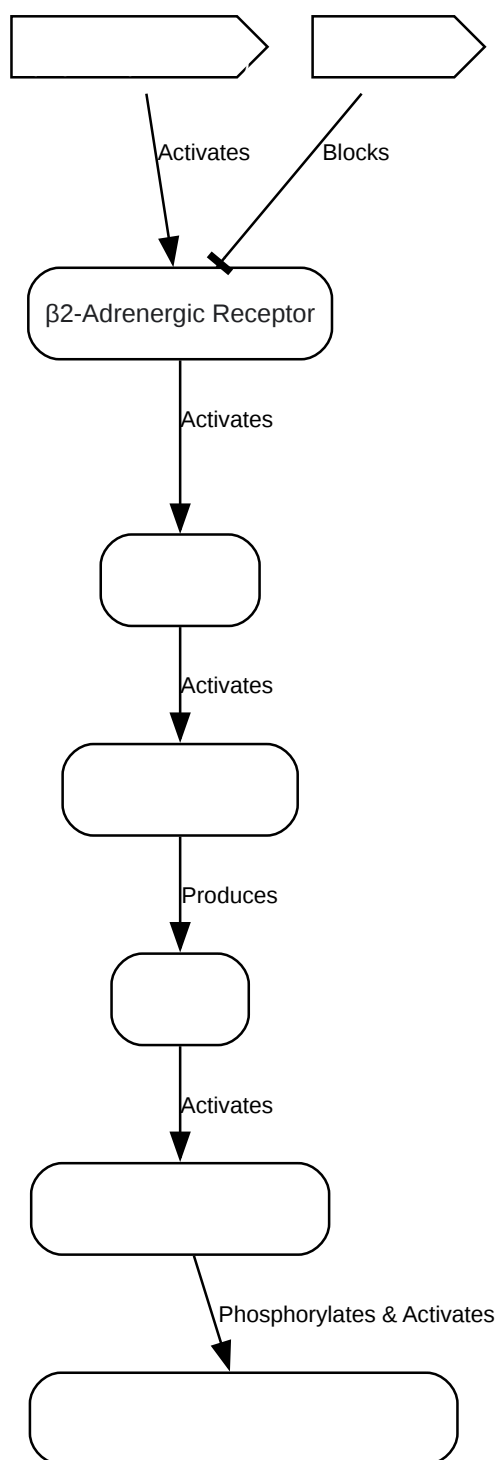 Activates
Blocks
β2-Adrenergic Receptor
Activates
Activates
Produces
Activates
Phosphorylates & Activates